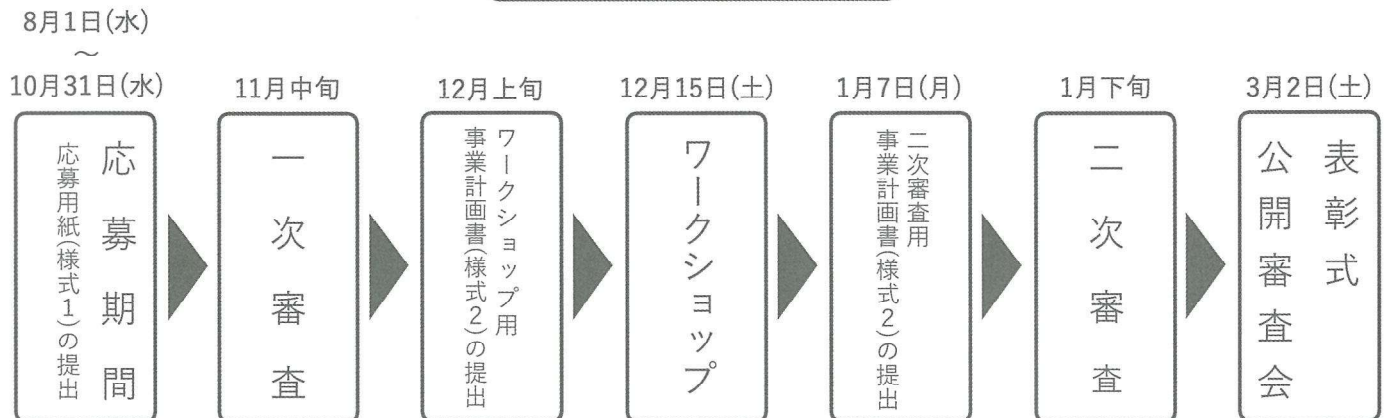 8月1日(水)
～
10月31日(水)
応募期間
応募用紙(様式1)の提出
11月中旬
一次審査
12月上旬
ワークショップ用
事業計画書(様式2)の提出
12月15日(土)
ワークショップ
1月7日(月)
二次審査用
事業計画書(様式2)の提出
1月下旬
二次審査
3月2日(土)
表彰式
公開審査会